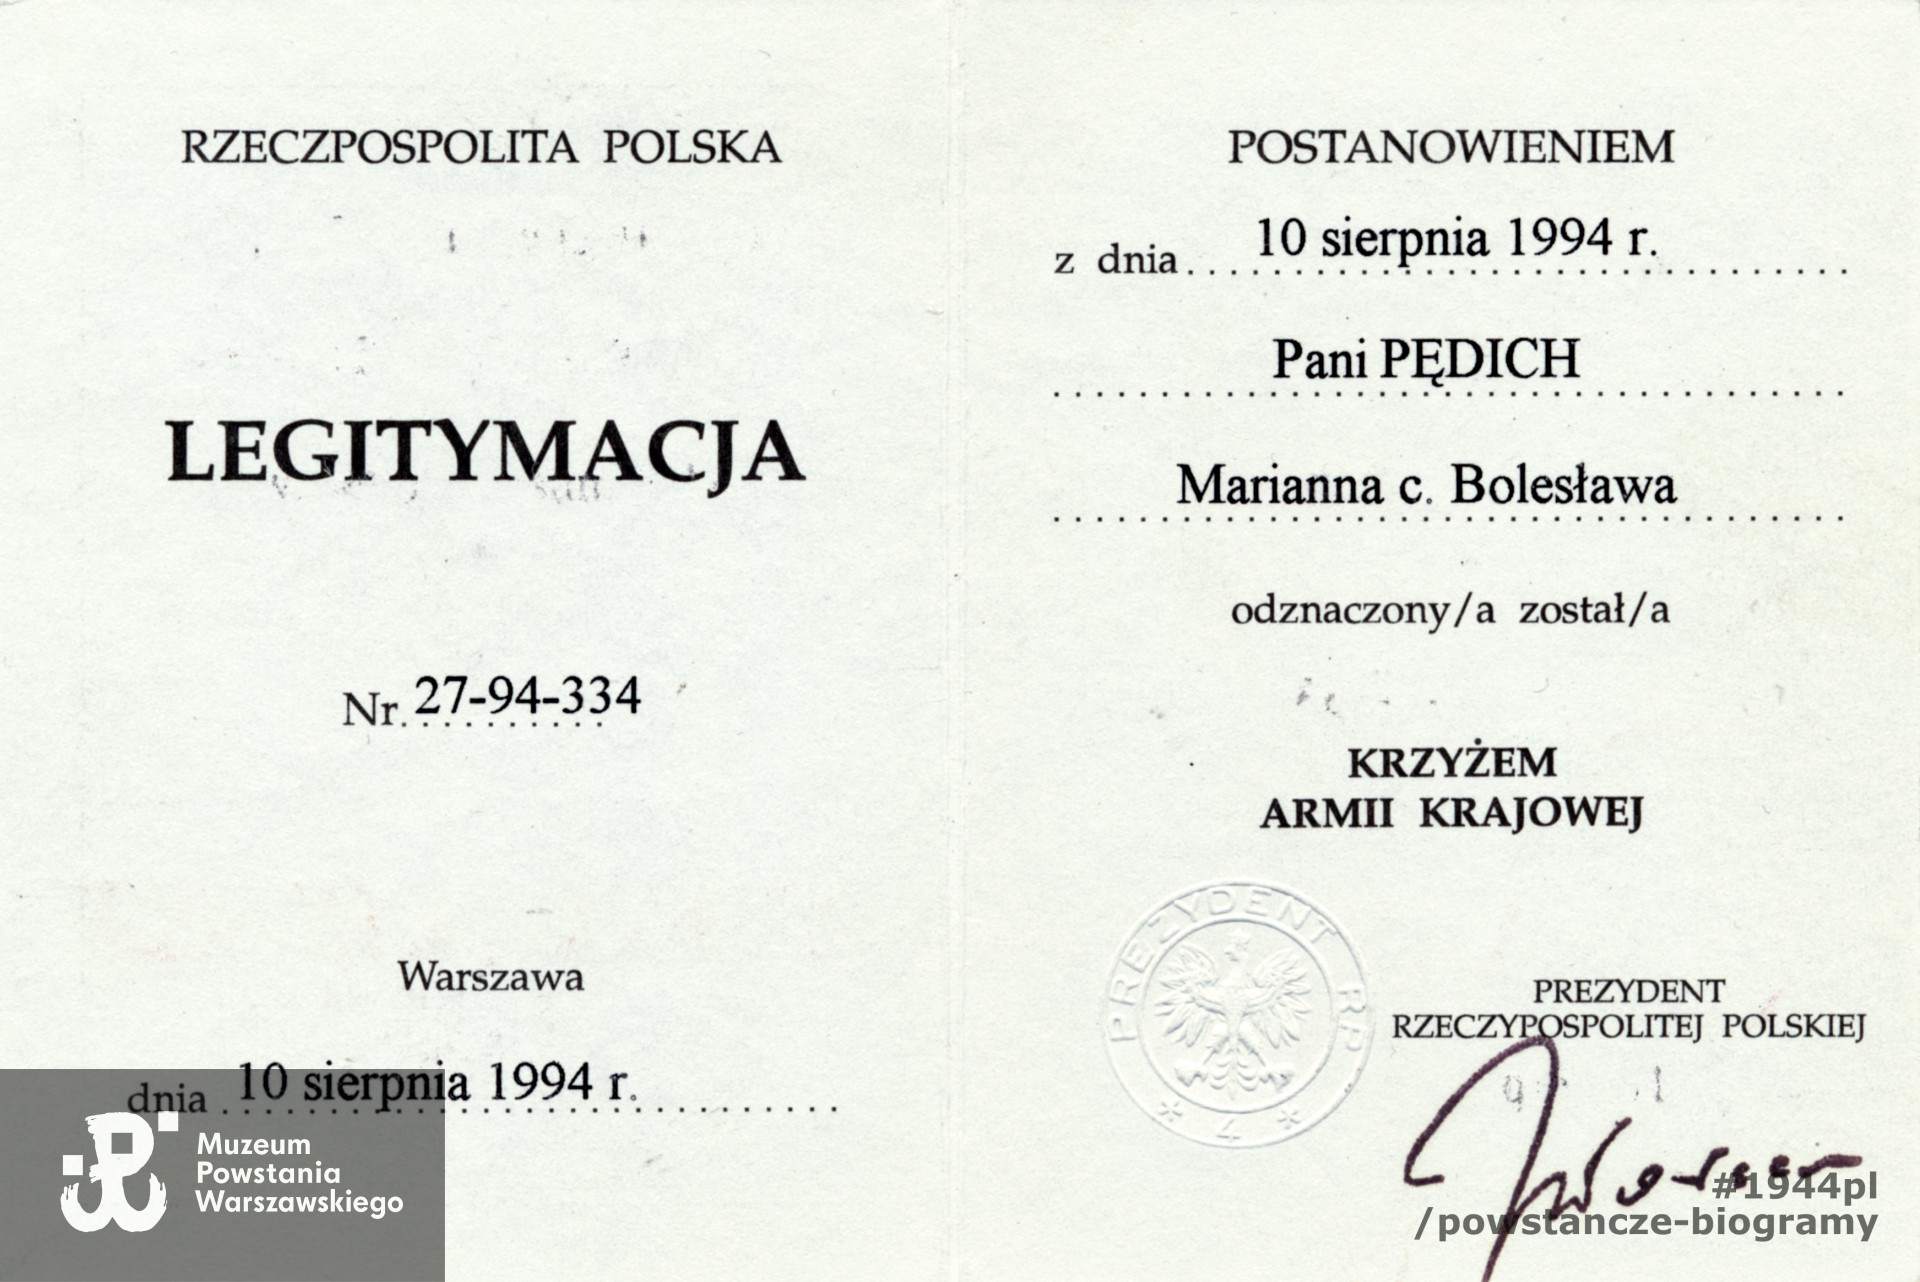 RZECZPOSPOLITA POLSKA
LEGITYMACJA
Nr. 27-94-334
Warszawa
dnia 10 sierpnia 1994 r.
Muzeum
Powstania
Warszawskiego
POSTANOWIENIEM
z dnia 10 sierpnia 1994 r.
Pani PĘDICH
Marianna c. Bolesława
odznaczony/a został/a
KRZYŻEM
ARMII KRAJOWEJ
PREZYDENT RP
* 4 *
PREZYDENT
RZECZYPOSPOLITEJ POLSKIEJ
#1944pl
/powstancze-biogramy